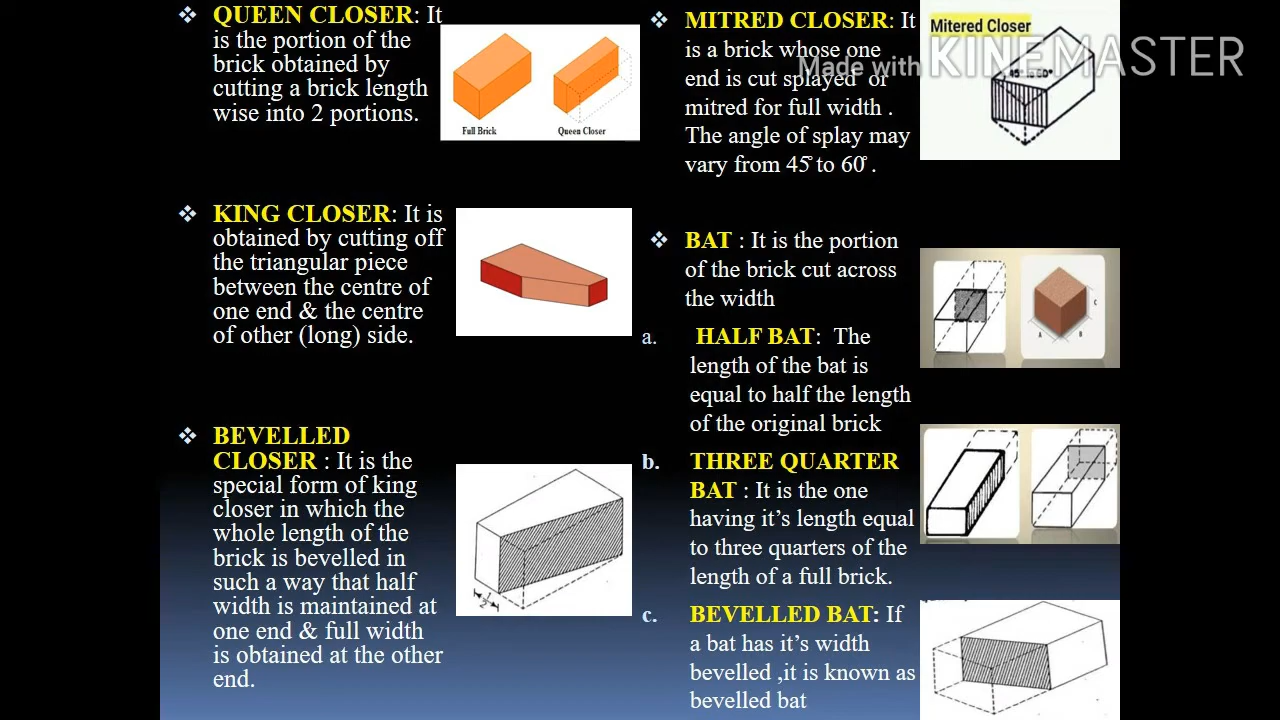 ❖ QUEEN CLOSER: It
is the portion of the
brick obtained by
cutting a brick length
wise into 2 portions.
Full Brick
Queen Closer
❖ KING CLOSER: It is
obtained by cutting off
the triangular piece
between the centre of
one end & the centre
of other (long) side.
❖ BEVELLED
CLOSER : It is the
special form of king
closer in which the
whole length of the
brick is bevelled in
such a way that half
width is maintained at
one end & full width
is obtained at the other
end.
1/2
❖ MITRED CLOSER: It
is a brick whose one
end is cut splayed or
mitred for full width .
The angle of splay may
vary from 45° to 60° .
Mitered Closer
Made with KINEMASTER
45° to 60°
❖ BAT : It is the portion
of the brick cut across
the width
A B C
a. HALF BAT: The
length of the bat is
equal to half the length
of the original brick
b. THREE QUARTER
BAT : It is the one
having it's length equal
to three quarters of the
length of a full brick.
c. BEVELLED BAT: If
a bat has it's width
bevelled ,it is known as
bevelled bat